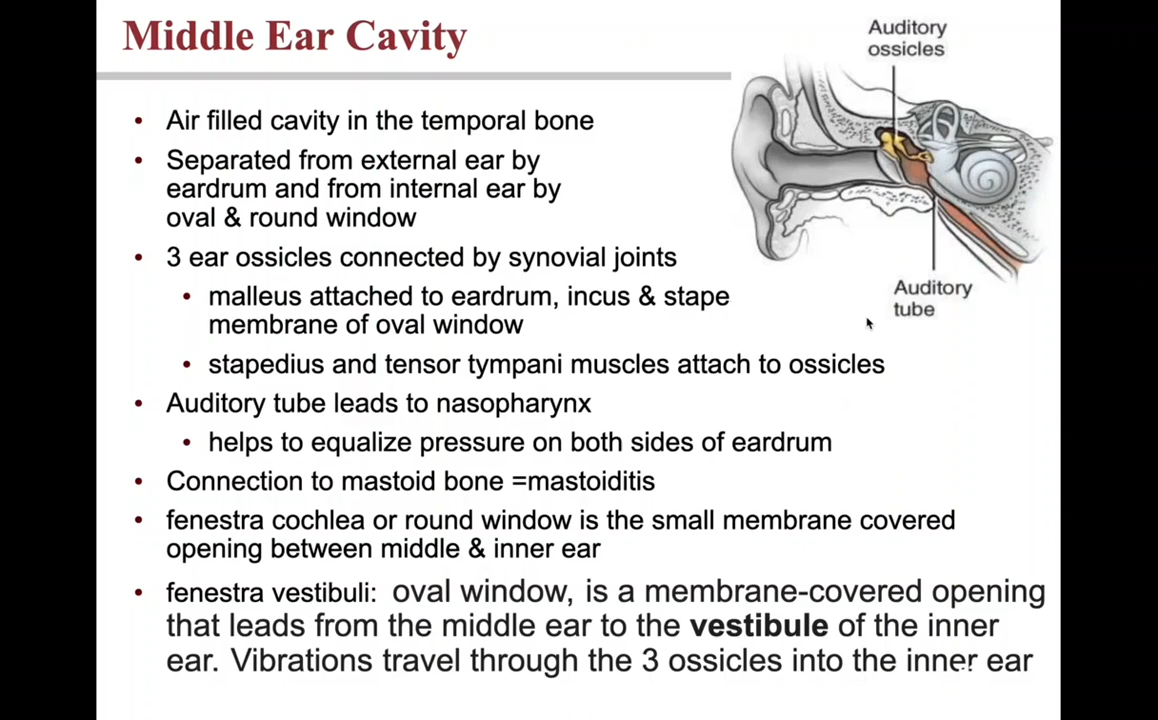 Middle Ear Cavity
Auditory
ossicles
• Air filled cavity in the temporal bone
• Separated from external ear by
eardrum and from internal ear by
oval & round window
• 3 ear ossicles connected by synovial joints
• malleus attached to eardrum, incus & stape
membrane of oval window
• stapedius and tensor tympani muscles attach to ossicles
Auditory
tube
• Auditory tube leads to nasopharynx
• helps to equalize pressure on both sides of eardrum
• Connection to mastoid bone =mastoiditis
• fenestra cochlea or round window is the small membrane covered
opening between middle & inner ear
• fenestra vestibuli: oval window, is a membrane-covered opening
that leads from the middle ear to the vestibule of the inner
ear. Vibrations travel through the 3 ossicles into the inner ear